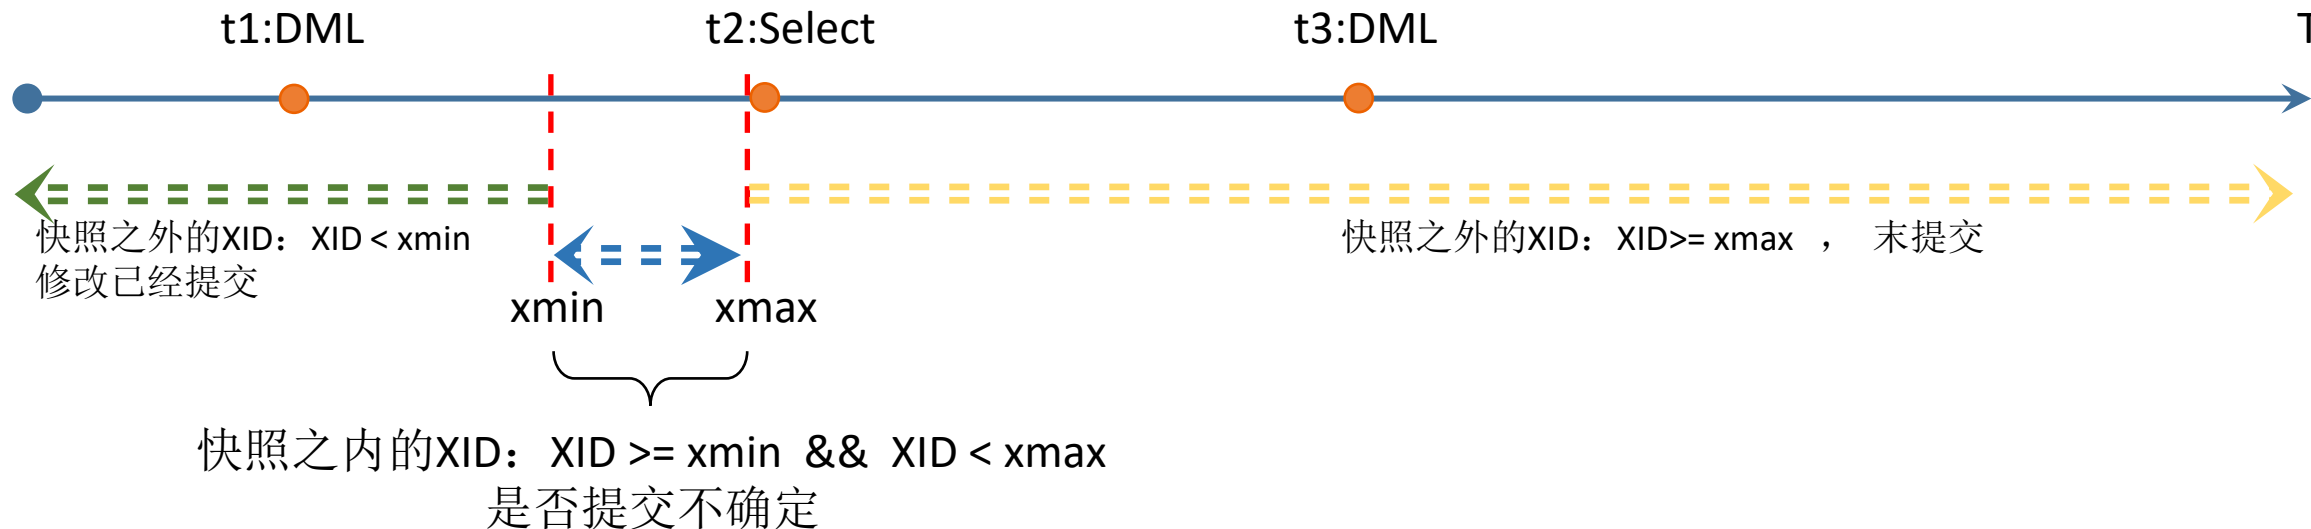 t1:DML
t2:Select
t3:DML
T
快照之外的XID：XID < xmin
修改已经提交
快照之外的XID：XID>= xmax ， 末提交
xmin
xmax
快照之内的XID：XID >= xmin && XID < xmax
是否提交不确定